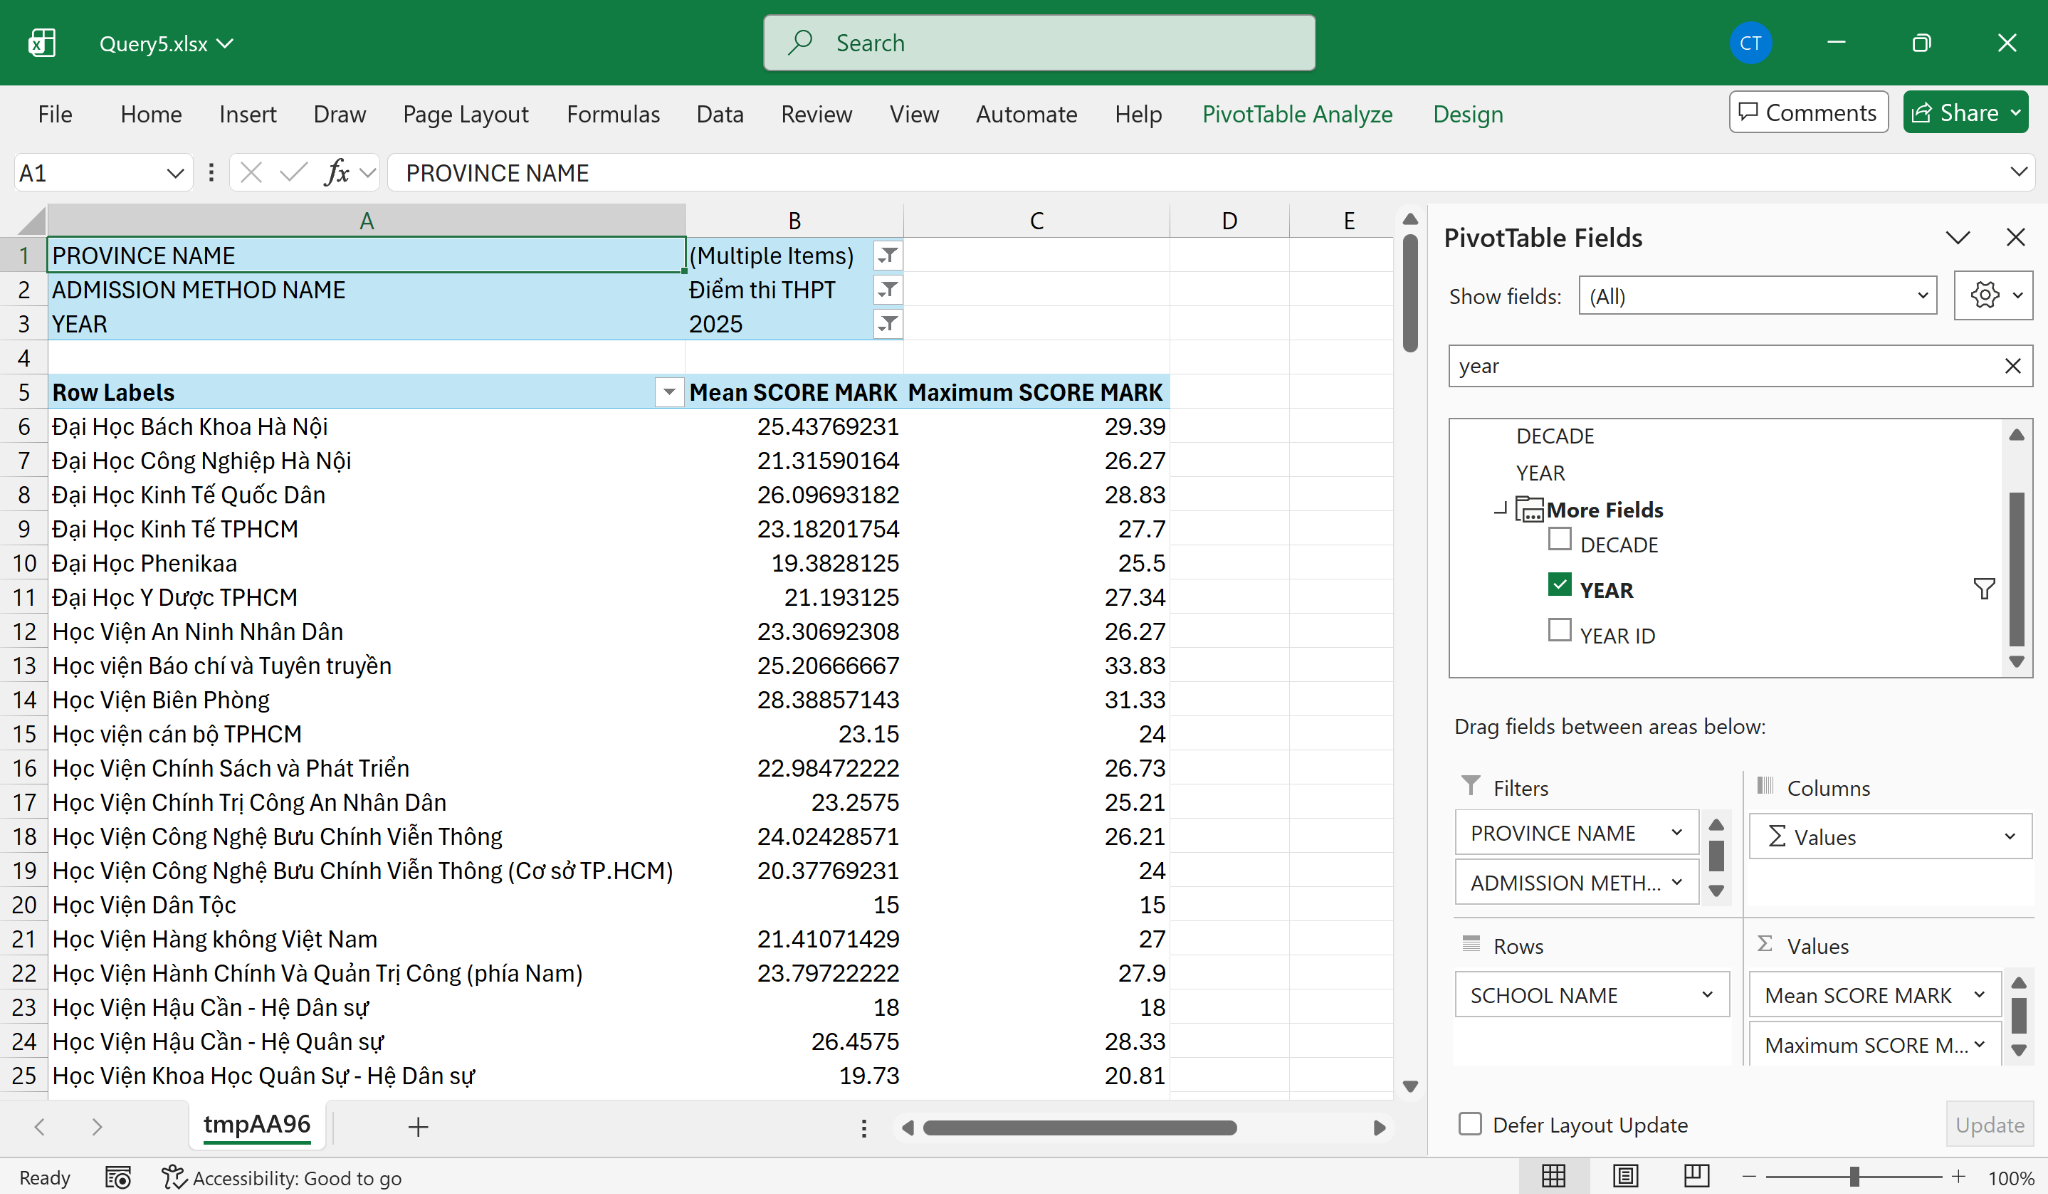 Query5.xlsx
Search
CT
File Home Insert Draw Page Layout Formulas Data Review View Automate Help PivotTable Analyze Design Comments Share
A1 fx PROVINCE NAME
A B C D E
1 PROVINCE NAME (Multiple Items)
2 ADMISSION METHOD NAME Điểm thi THPT
3 YEAR 2025
4
5 Row Labels Mean SCORE MARK Maximum SCORE MARK
6 Đại Học Bách Khoa Hà Nội 25.43769231 29.39
7 Đại Học Công Nghiệp Hà Nội 21.31590164 26.27
8 Đại Học Kinh Tế Quốc Dân 26.09693182 28.83
9 Đại Học Kinh Tế TPHCM 23.18201754 27.7
10 Đại Học Phenikaa 19.3828125 25.5
11 Đại Học Y Dược TPHCM 21.193125 27.34
12 Học Viện An Ninh Nhân Dân 23.30692308 26.27
13 Học viện Báo chí và Tuyên truyền 25.20666667 33.83
14 Học Viện Biên Phòng 28.38857143 31.33
15 Học viện cán bộ TPHCM 23.15 24
16 Học Viện Chính Sách và Phát Triển 22.98472222 26.73
17 Học Viện Chính Trị Công An Nhân Dân 23.2575 25.21
18 Học Viện Công Nghệ Bưu Chính Viễn Thông 24.02428571 26.21
19 Học Viện Công Nghệ Bưu Chính Viễn Thông (Cơ sở TP.HCM) 20.37769231 24
20 Học Viện Dân Tộc 15 15
21 Học Viện Hàng không Việt Nam 21.41071429 27
22 Học Viện Hành Chính Và Quản Trị Công (phía Nam) 23.79722222 27.9
23 Học Viện Hậu Cần - Hệ Dân sự 18 18
24 Học Viện Hậu Cần - Hệ Quân sự 26.4575 28.33
25 Học Viện Khoa Học Quân Sự - Hệ Dân sự 19.73 20.81
tmpAA96
PivotTable Fields
Show fields: (All)
year
DECADE
YEAR
More Fields
DECADE
YEAR
YEAR ID
Drag fields between areas below:
Filters
PROVINCE NAME
ADMISSION METH...
Columns
Σ Values
Rows
SCHOOL NAME
Σ Values
Mean SCORE MARK
Maximum SCORE M...
Defer Layout Update Update
Ready Accessibility: Good to go 100%